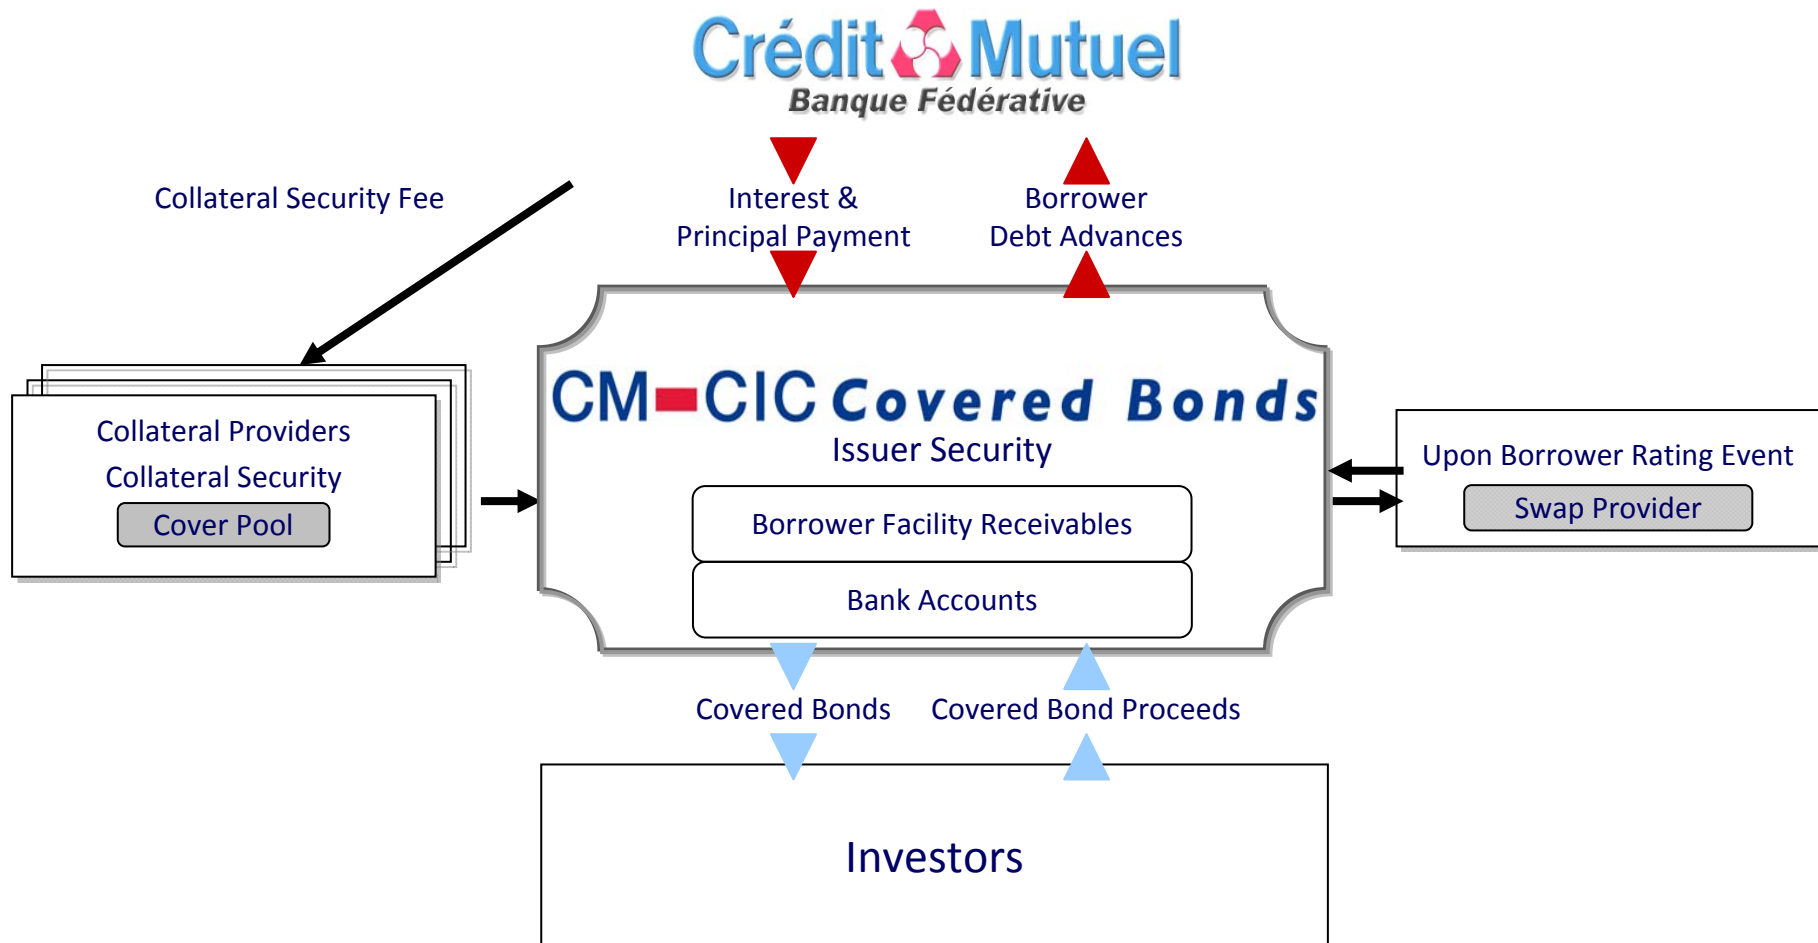 Crédit Mutuel
Banque Fédérative
Collateral Security Fee
Interest &
Principal Payment
Borrower
Debt Advances
CM-CIC Covered Bonds
Issuer Security
Collateral Providers
Collateral Security
Cover Pool
Borrower Facility Receivables
Bank Accounts
Upon Borrower Rating Event
Swap Provider
Covered Bonds
Covered Bond Proceeds
Investors